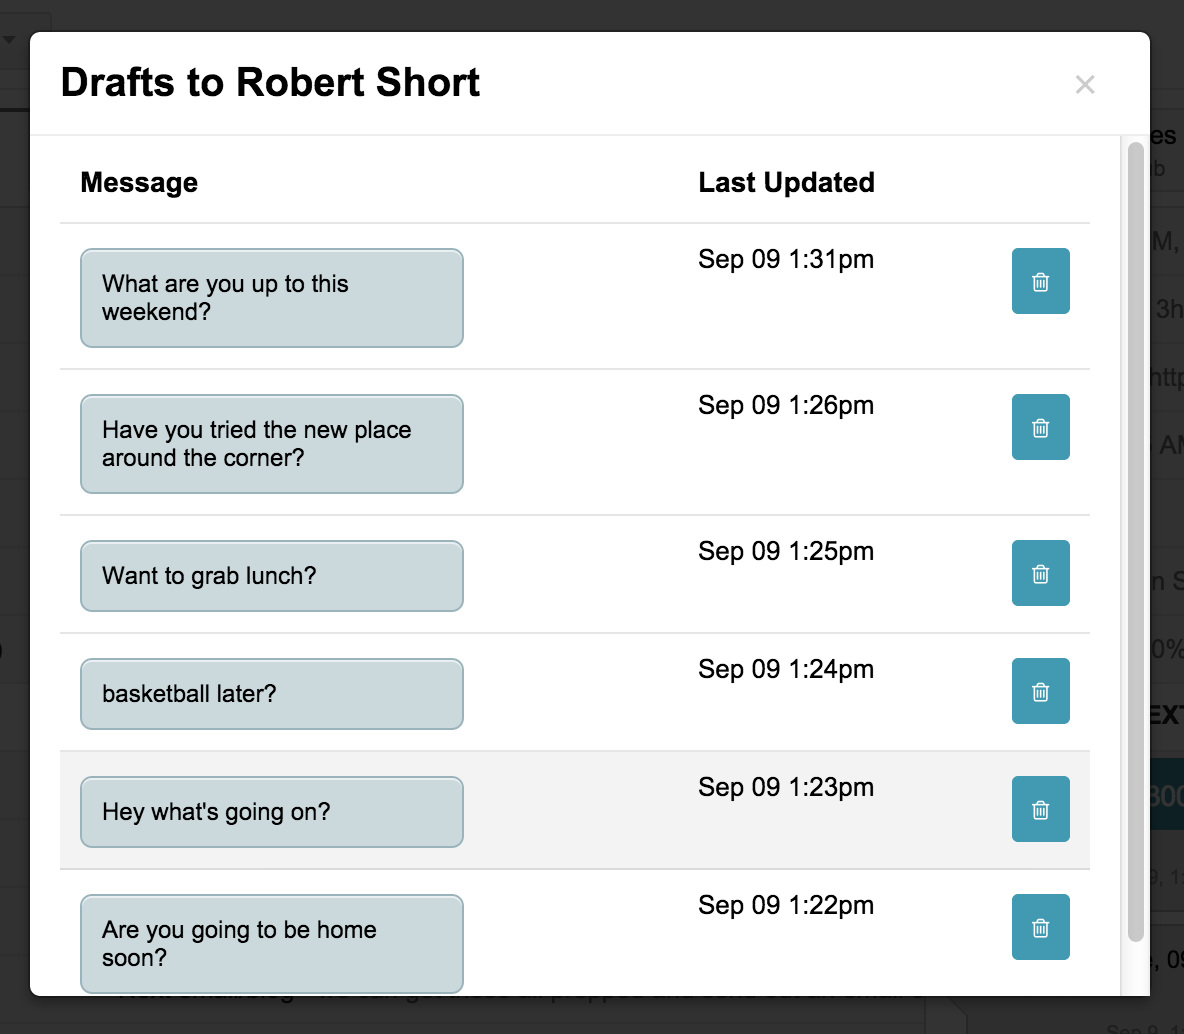 Drafts to Robert Short
×
Message Last Updated
What are you up to this
weekend?
Sep 09 1:31pm
Have you tried the new place
around the corner?
Sep 09 1:26pm
Want to grab lunch?
Sep 09 1:25pm
basketball later?
Sep 09 1:24pm
Hey what's going on?
Sep 09 1:23pm
Are you going to be home
soon?
Sep 09 1:22pm